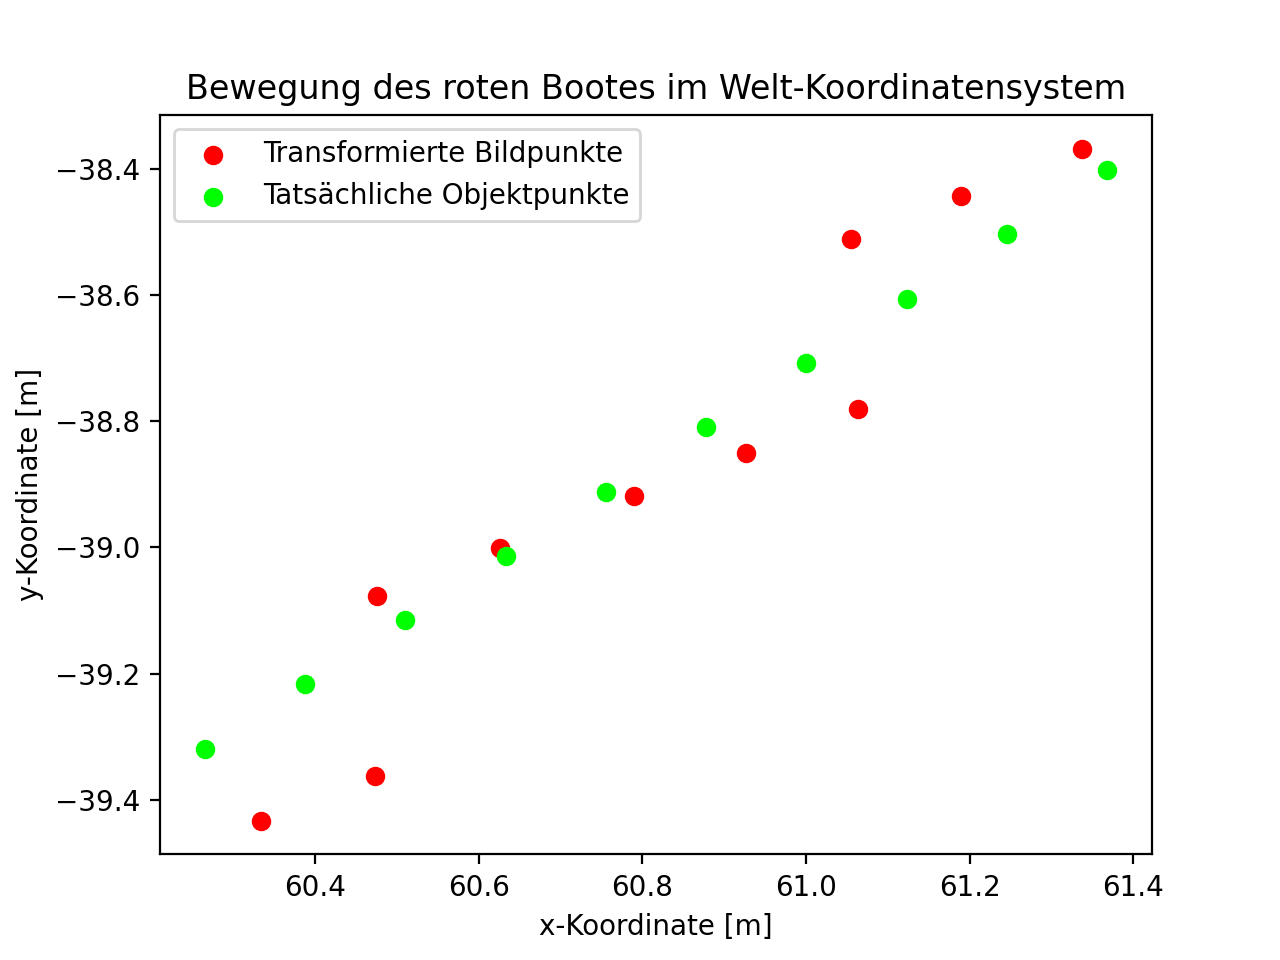 Bewegung des roten Bootes im Welt-Koordinatensystem
Transformierte Bildpunkte
Tatsächliche Objektpunkte
−38.4
−38.6
−38.8
−39.0
−39.2
−39.4
y-Koordinate [m]
60.4 60.6 60.8 61.0 61.2 61.4
x-Koordinate [m]